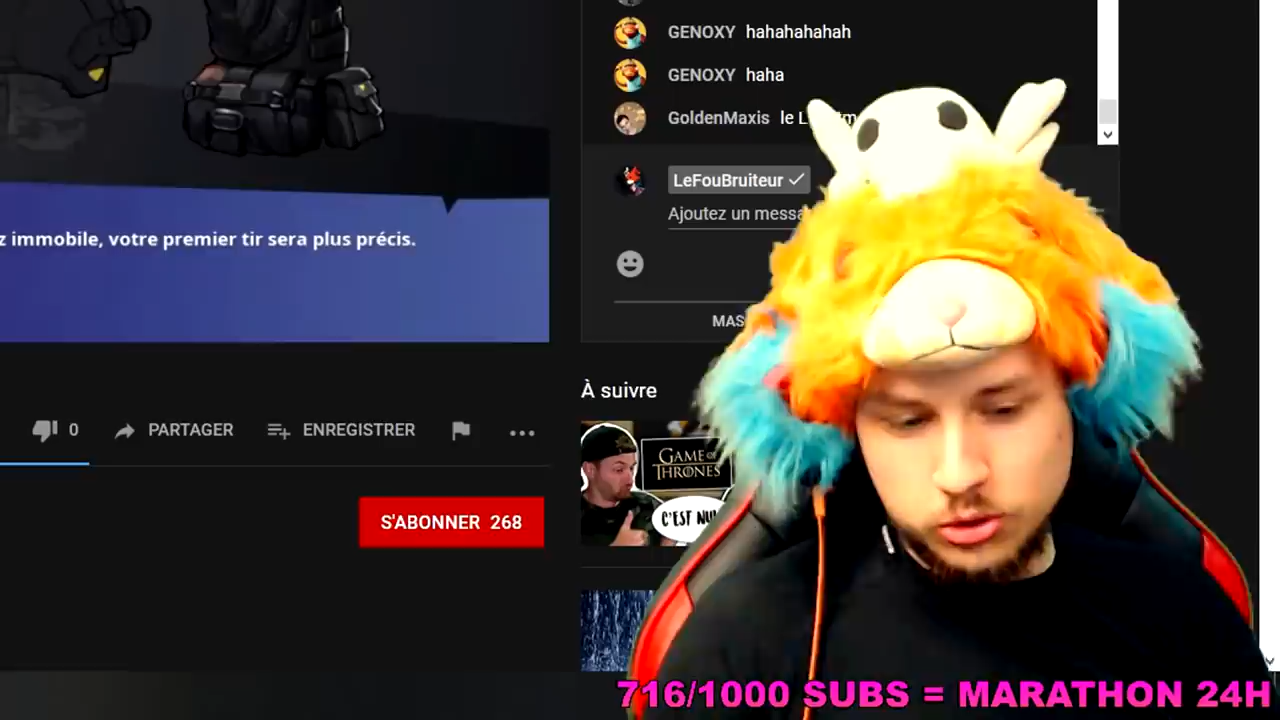 GENOXY hahahahahah
GENOXY haha
GoldenMaxis le L
LeFouBruiteur
Ajoutez un messa
immobile, votre premier tir sera plus précis.
MAS
À suivre
0 PARTAGER ENREGISTRER
GAME OF
THRONES
C'EST NUL
S'ABONNER 268
716/1000 SUBS = MARATHON 24H